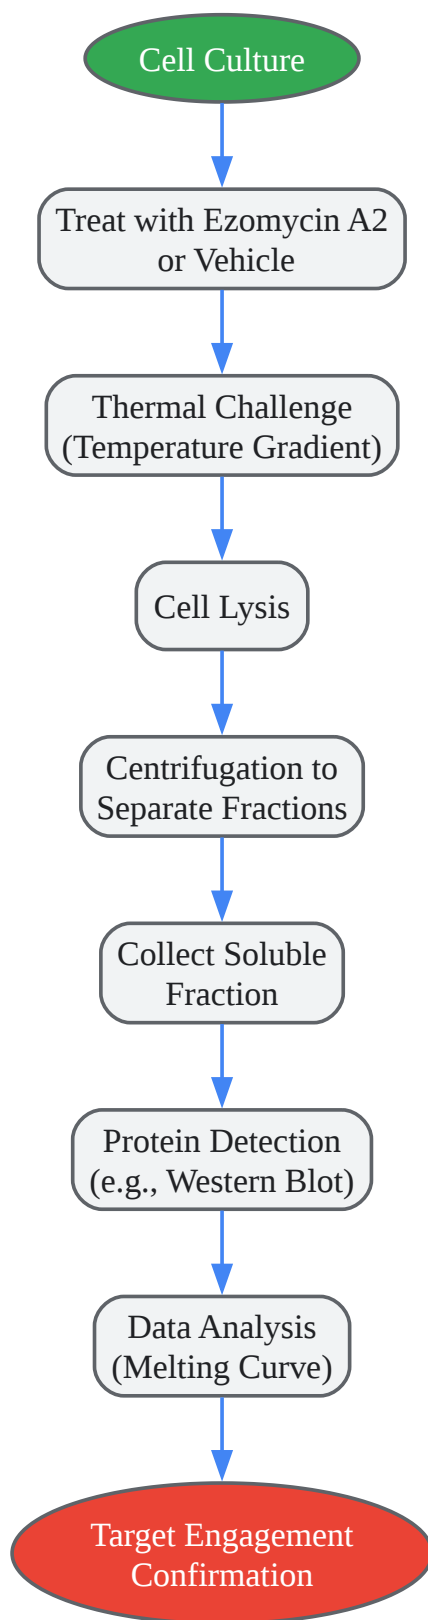 Cell Culture
Treat with Ezomycin A2
or Vehicle
Thermal Challenge
(Temperature Gradient)
Cell Lysis
Centrifugation to
Separate Fractions
Collect Soluble
Fraction
Protein Detection
(e.g., Western Blot)
Data Analysis
(Melting Curve)
Target Engagement
Confirmation